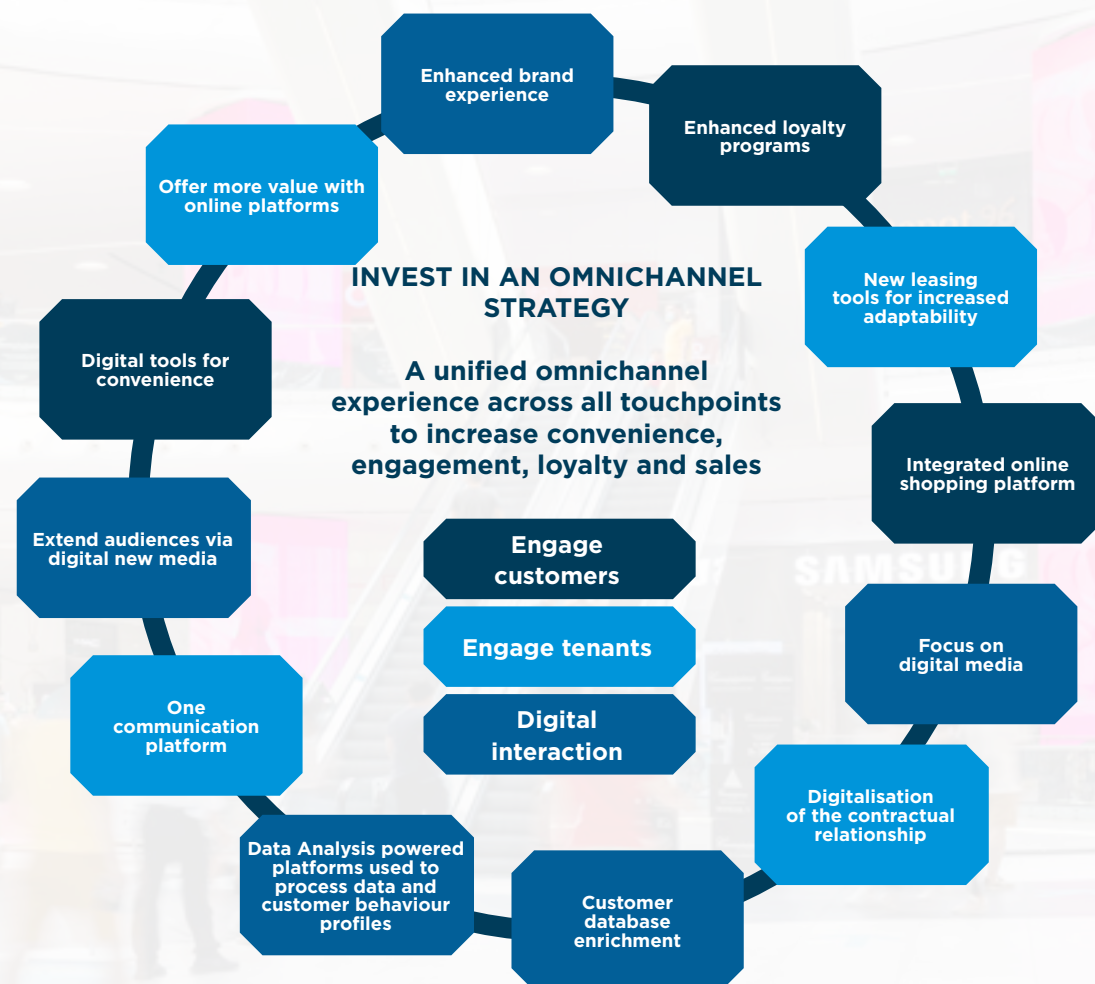 Enhanced brand
experience
Enhanced loyalty
programs
Offer more value with
online platforms
New leasing
tools for increased
adaptability
INVEST IN AN OMNICHANNEL
STRATEGY
A unified omnichannel
experience across all touchpoints
to increase convenience,
engagement, loyalty and sales
Digital tools for
convenience
Integrated online
shopping platform
Extend audiences via
digital new media
Engage
customers
Engage tenants
Digital
interaction
SAMSUNG
Focus on
digital media
One
communication
platform
Digitalisation
of the contractual
relationship
Data Analysis powered
platforms used to
process data and
customer behaviour
profiles
Customer
database
enrichment